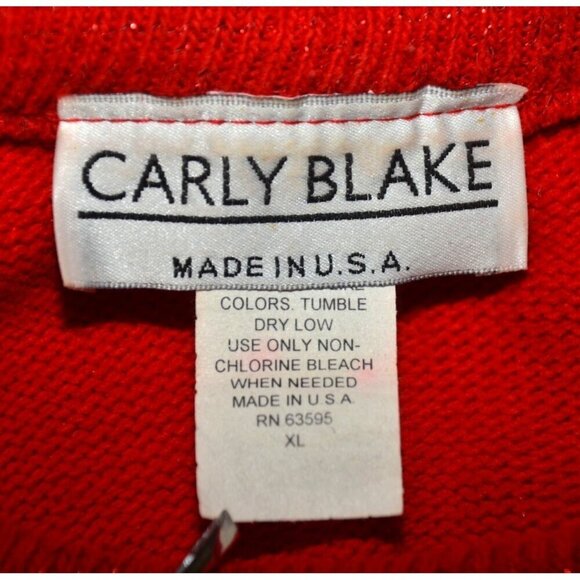 CARLY BLAKE
MADE IN U.S.A.
COLORS. TUMBLE
DRY LOW
USE ONLY NON-
CHLORINE BLEACH
WHEN NEEDED
MADE IN U S A
RN 63595
XL